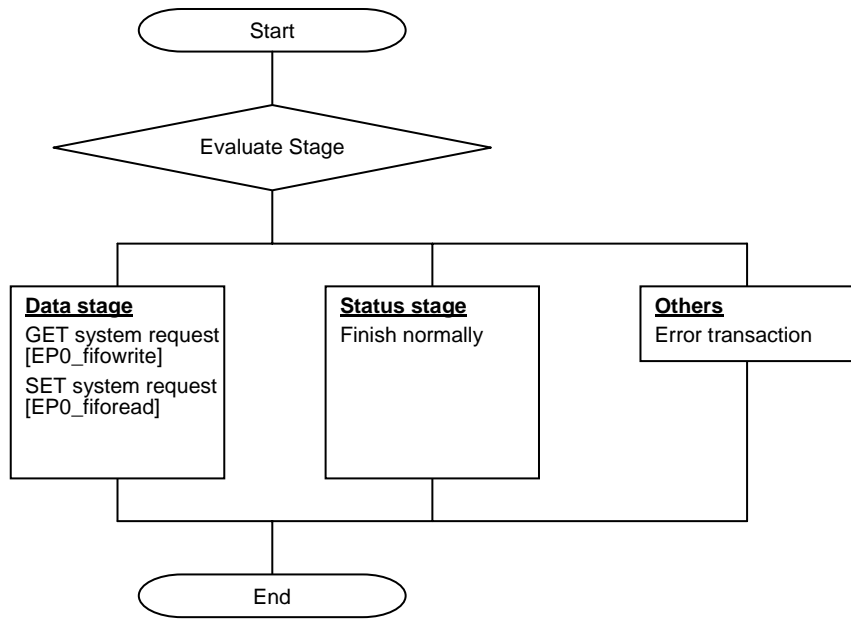 Start
Evaluate Stage
Data stage
GET system request
[EP0_fifowrite]
SET system request
[EP0_fiforead]
Status stage
Finish normally
Others
Error transaction
End